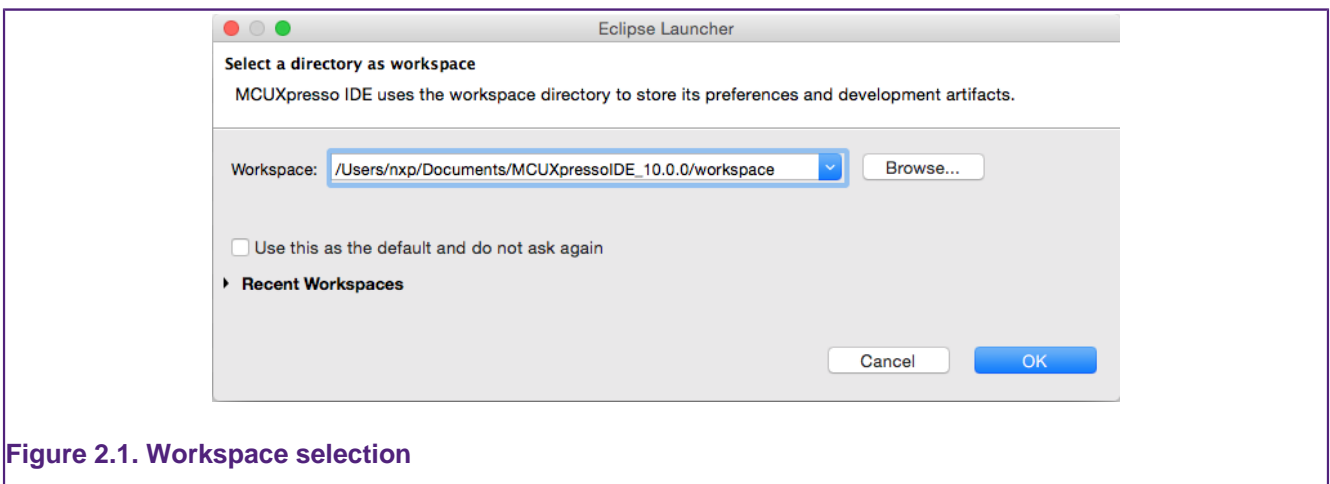 Eclipse Launcher
Select a directory as workspace
MCUXpresso IDE uses the workspace directory to store its preferences and development artifacts.
Workspace: /Users/nxp/Documents/MCUXpressoIDE_10.0.0/workspace Browse...
Use this as the default and do not ask again
Recent Workspaces
Cancel OK
Figure 2.1. Workspace selection